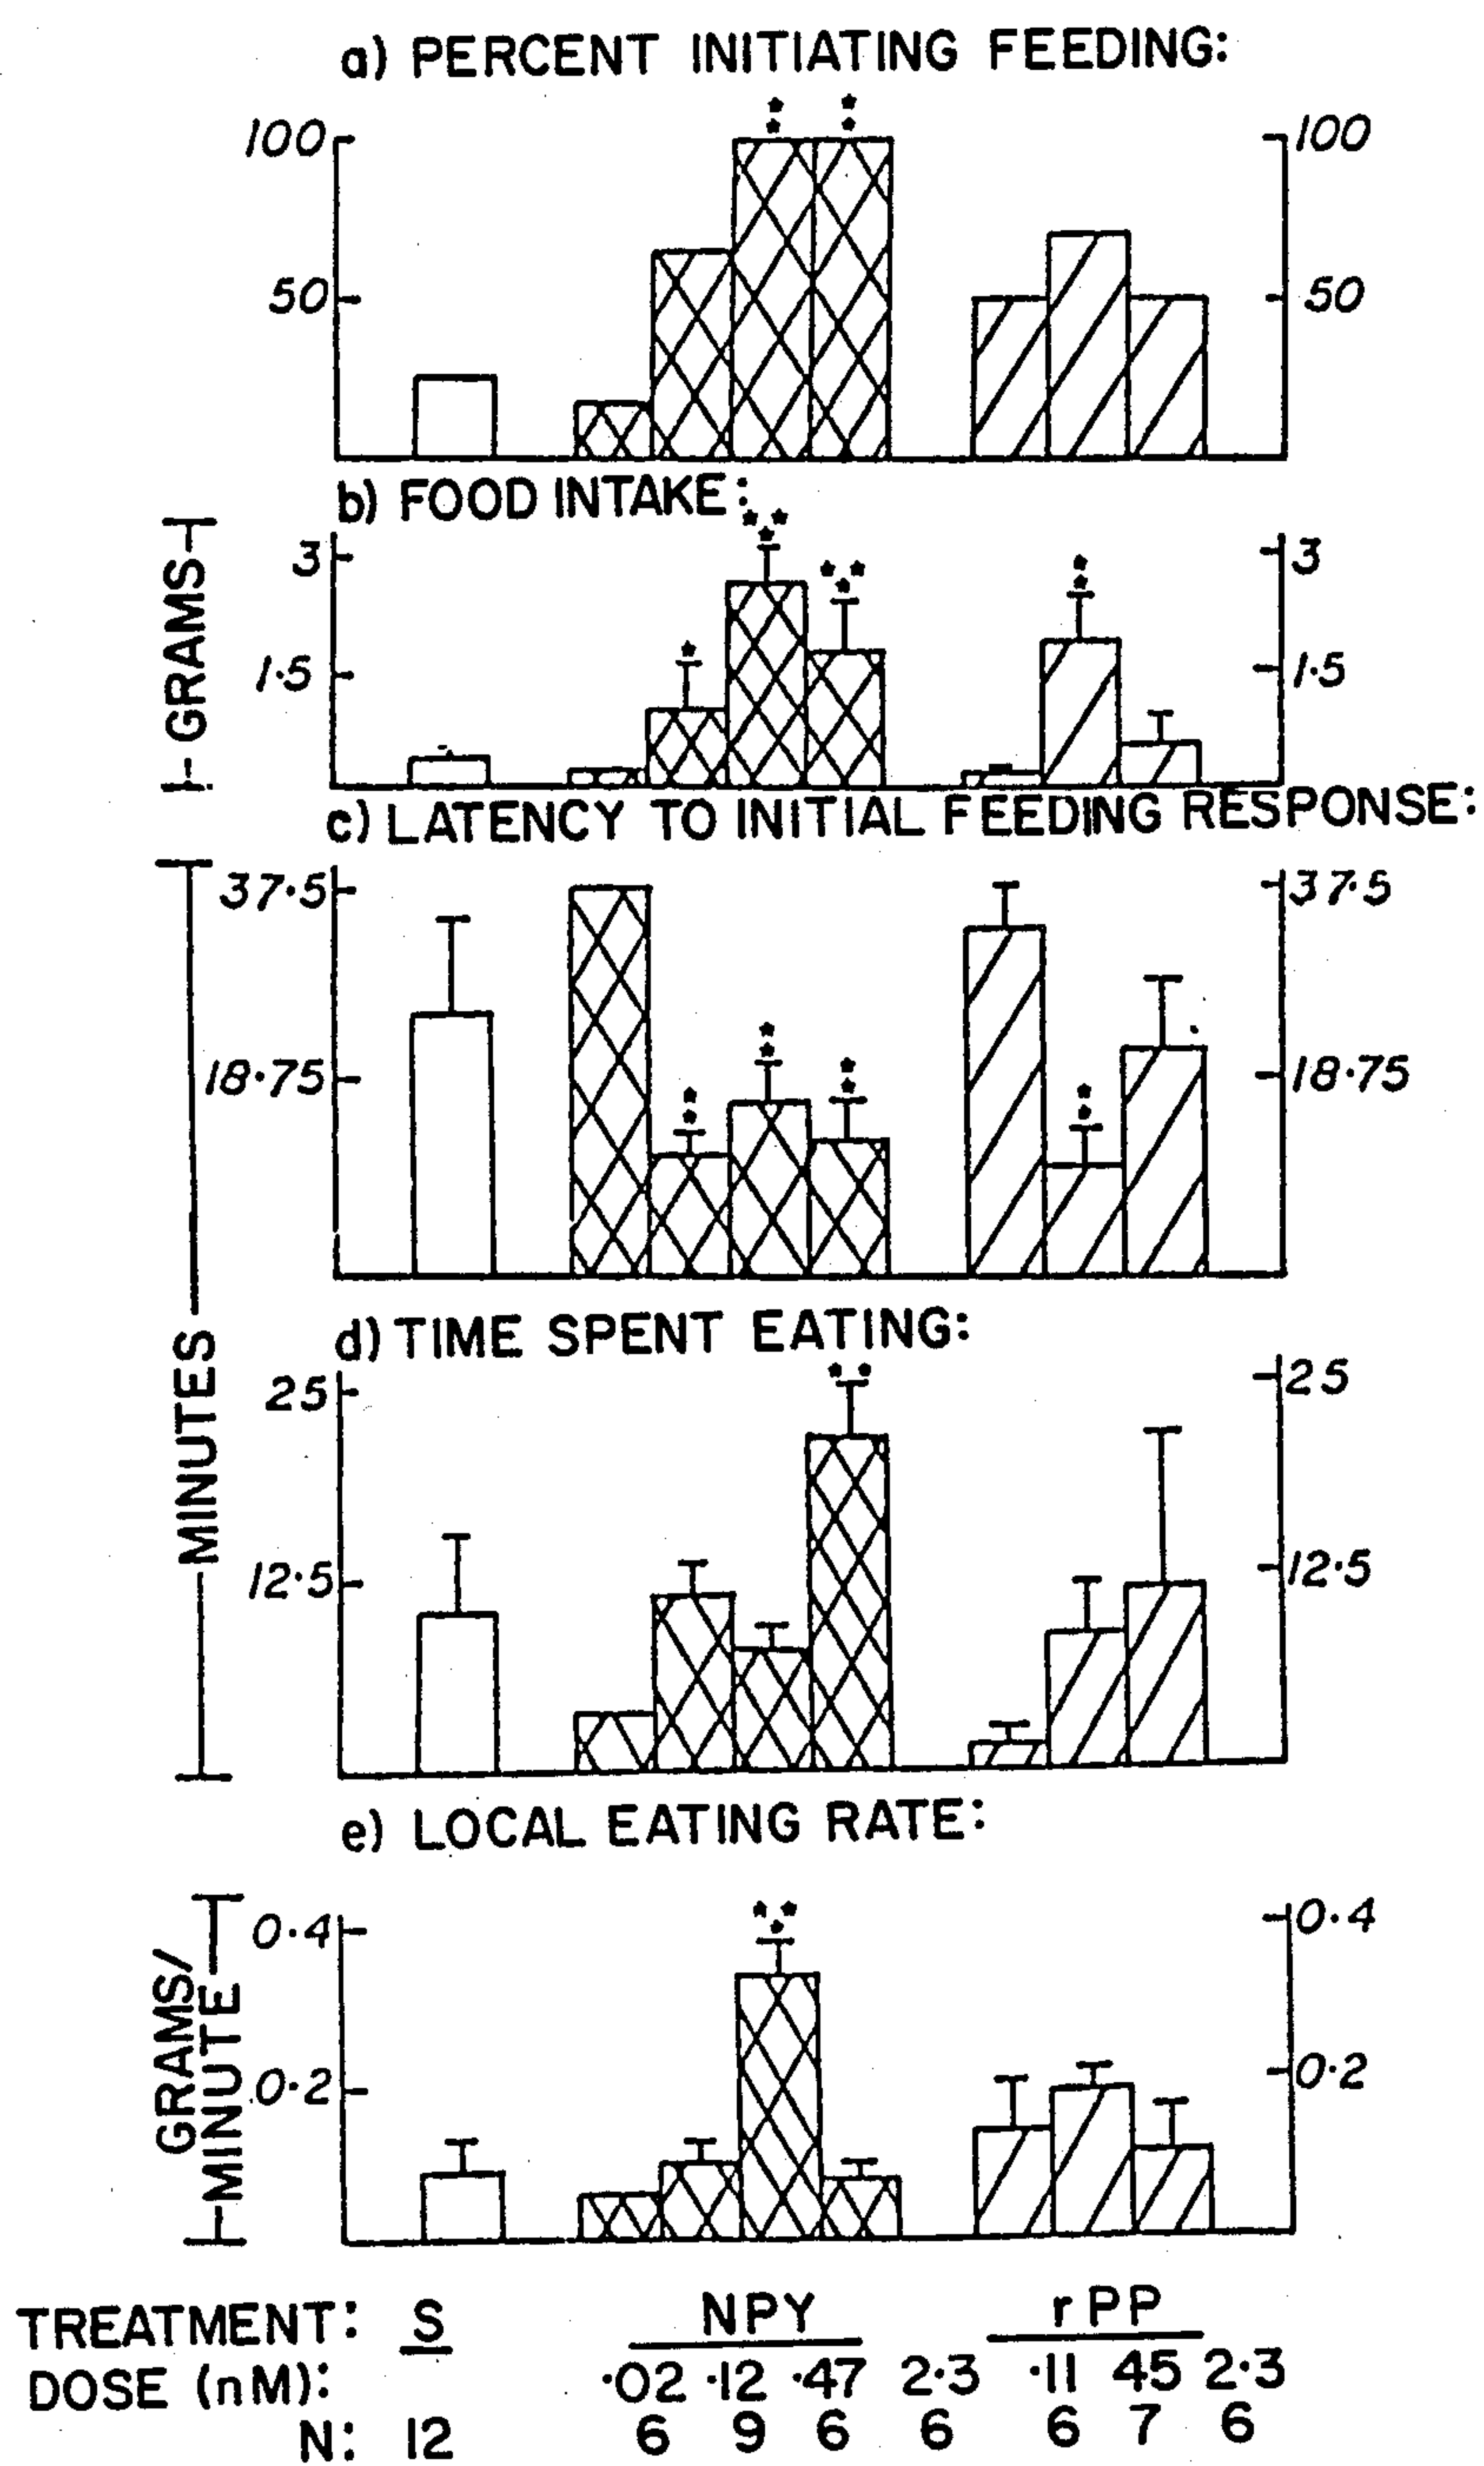 a) PERCENT INITIATING FEEDING:
★ ★
★ ★
100 100
50 50
b) FOOD INTAKE:
GRAMS
★★★
★★★ ★★
★
3 3
1·5 1·5
c) LATENCY TO INITIAL FEEDING RESPONSE:
MINUTES
37·5 37·5
★★ ★★ ★★ ★★
18·75 18·75
d) TIME SPENT EATING:
★★
25 25
12·5 12·5
e) LOCAL EATING RATE:
GRAMS/
MINUTE
★★★
0·4 0·4
0·2 0·2
TREATMENT: S NPY rPP
DOSE (nM): ·02 ·12 ·47 2·3 ·11 45 2·3
N: 12 6 9 6 6 6 7 6